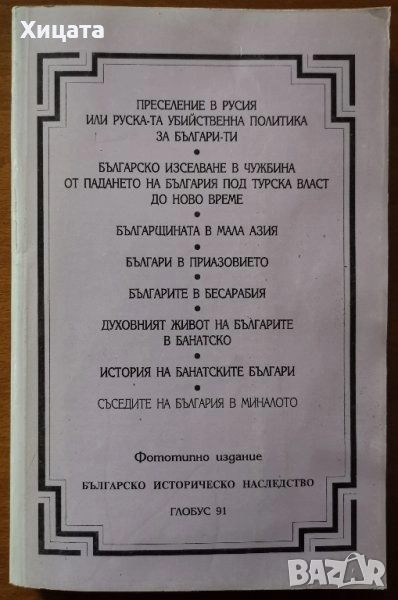 Хицата
ПРЕСЕЛЕНИЕ В РУСИЯ
ИЛИ РУСКА-ТА УБИЙСТВЕННА ПОЛИТИКА
ЗА БЪЛГАРИ-ТИ
•
БЪЛГАРСКО ИЗСЕЛВАНЕ В ЧУЖБИНА
ОТ ПАДАНЕТО НА БЪЛГАРИЯ ПОД ТУРСКА ВЛАСТ
ДО НОВО ВРЕМЕ
•
БЪЛГАРЩИНАТА В МАЛА АЗИЯ
•
БЪЛГАРИ В ПРИАЗОВИЕТО
•
БЪЛГАРИТЕ В БЕСАРАБИЯ
•
ДУХОВНИЯТ ЖИВОТ НА БЪЛГАРИТЕ
В БАНАТСКО
•
ИСТОРИЯ НА БАНАТСКИТЕ БЪЛГАРИ
•
СЪСЕДИТЕ НА БЪЛГАРИЯ В МИНАЛОТО
Фототипно издание
БЪЛГАРСКО ИСТОРИЧЕСКО НАСЛЕДСТВО
ГЛОБУС 91
BAZAR